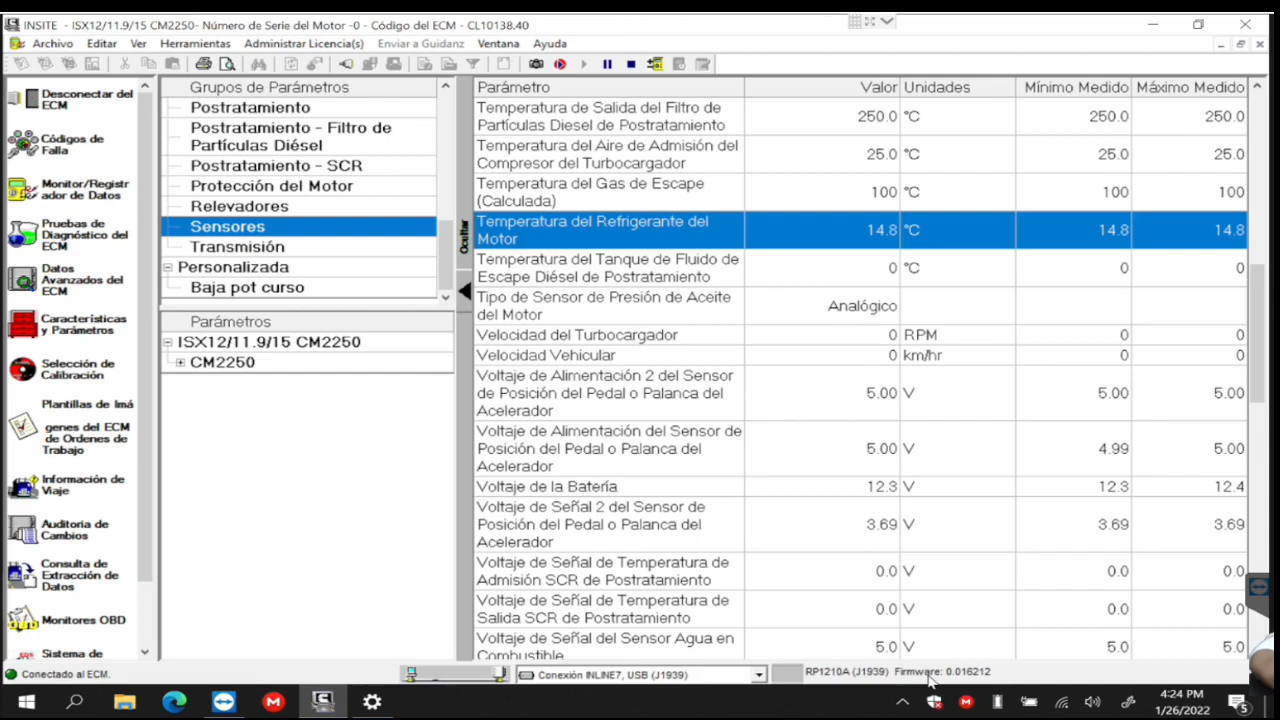 INSITE - ISX12/11.9/15 CM2250- Número de Serie del Motor -0 - Código del ECM - CL10138.40
Archivo Editar Ver Herramientas Administrar Licencia(s) Enviar a Guidanz Ventana Ayuda
Desconectar del
ECM
Códigos de
Falla
Monitor/Registr
ador de Datos
Pruebas de
Diagnóstico del
ECM
Datos
Avanzados del
ECM
Características
y Parámetros
Selección de
Calibración
Plantillas de Imá
genes del ECM
de Ordenes de
Trabajo
Información de
Viaje
Auditoria de
Cambios
Consulta de
Extracción de
Datos
Monitores OBD
Sistema de
Grupos de Parámetros
Postratamiento
Postratamiento - Filtro de
Partículas Diésel
Postratamiento - SCR
Protección del Motor
Relevadores
Sensores
Transmisión
Personalizada
Baja pot curso
Parámetros
ISX12/11.9/15 CM2250
CM2250
Ocultar
Parámetro Valor Unidades Mínimo Medido Máximo Medido
Temperatura de Salida del Filtro de
Partículas Diesel de Postratamiento 250.0 °C 250.0 250.0
Temperatura del Aire de Admisión del
Compresor del Turbocargador 25.0 °C 25.0 25.0
Temperatura del Gas de Escape
(Calculada) 100 °C 100 100
Temperatura del Refrigerante del
Motor 14.8 °C 14.8 14.8
Temperatura del Tanque de Fluido de
Escape Diésel de Postratamiento 0 °C 0 0
Tipo de Sensor de Presión de Aceite
del Motor Analógico
Velocidad del Turbocargador 0 RPM 0 0
Velocidad Vehicular 0 km/hr 0 0
Voltaje de Alimentación 2 del Sensor
de Posición del Pedal o Palanca del 5.00 V 5.00 5.00
Acelerador
Voltaje de Alimentación del Sensor de
Posición del Pedal o Palanca del 5.00 V 4.99 5.00
Acelerador
Voltaje de la Batería 12.3 V 12.3 12.4
Voltaje de Señal 2 del Sensor de
Posición del Pedal o Palanca del 3.69 V 3.69 3.69
Acelerador
Voltaje de Señal de Temperatura de
Admisión SCR de Postratamiento 0.0 V 0.0 0.0
Voltaje de Señal de Temperatura de
Salida SCR de Postratamiento 0.0 V 0.0 0.0
Voltaje de Señal del Sensor Agua en
Combustible 5.0 V 5.0 5.0
Conectado al ECM. Conexión INLINE7, USB (J1939) RP1210A (J1939) Firmware: 0.016212
4:24 PM
1/26/2022
5